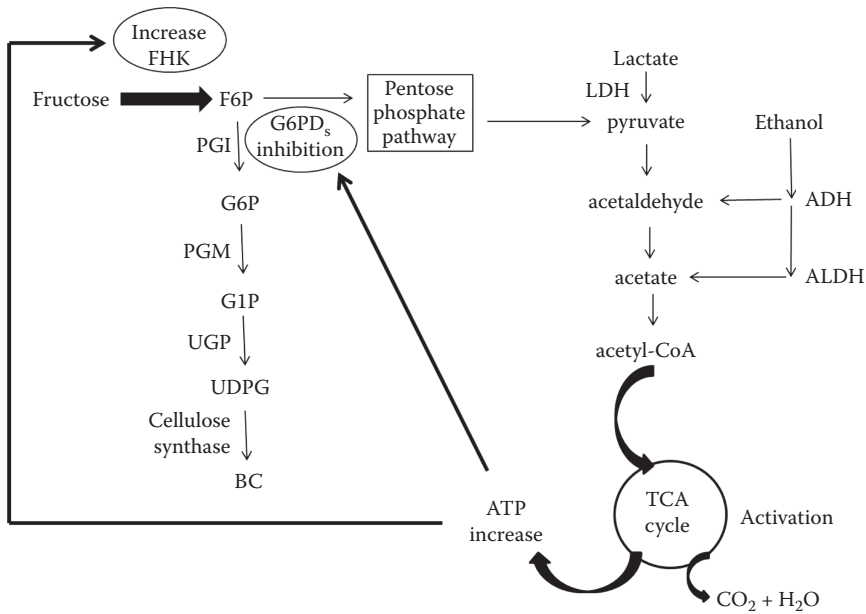 Increase
FHK
Fructose
F6P
Pentose
phosphate
pathway
G6PDs
inhibition
PGI
G6P
PGM
G1P
UGP
UDPG
Cellulose
synthase
BC
Lactate
LDH
pyruvate
Ethanol
acetaldehyde
ADH
acetate
ALDH
acetyl-CoA
TCA
cycle
Activation
ATP
increase
CO2 + H2O